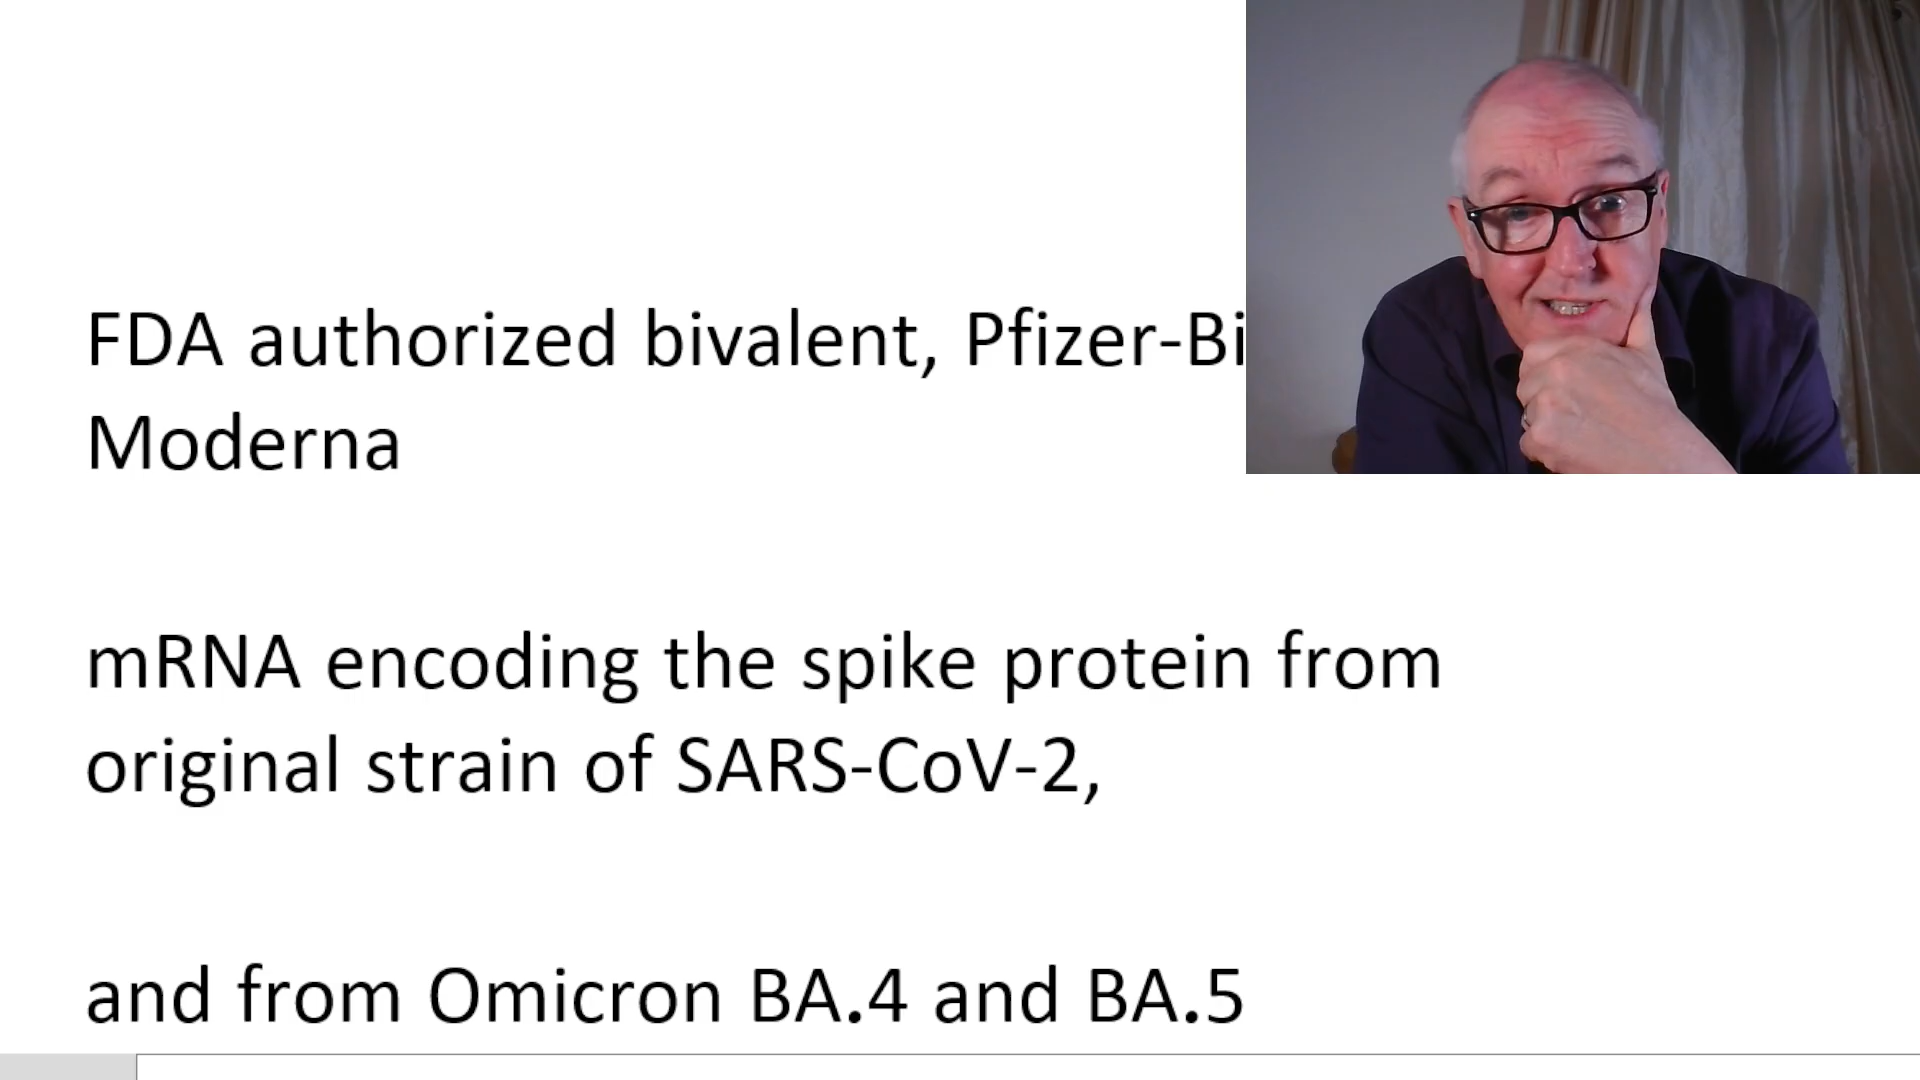 FDA authorized bivalent, Pfizer-Bi
Moderna
mRNA encoding the spike protein from
original strain of SARS-CoV-2,
and from Omicron BA.4 and BA.5